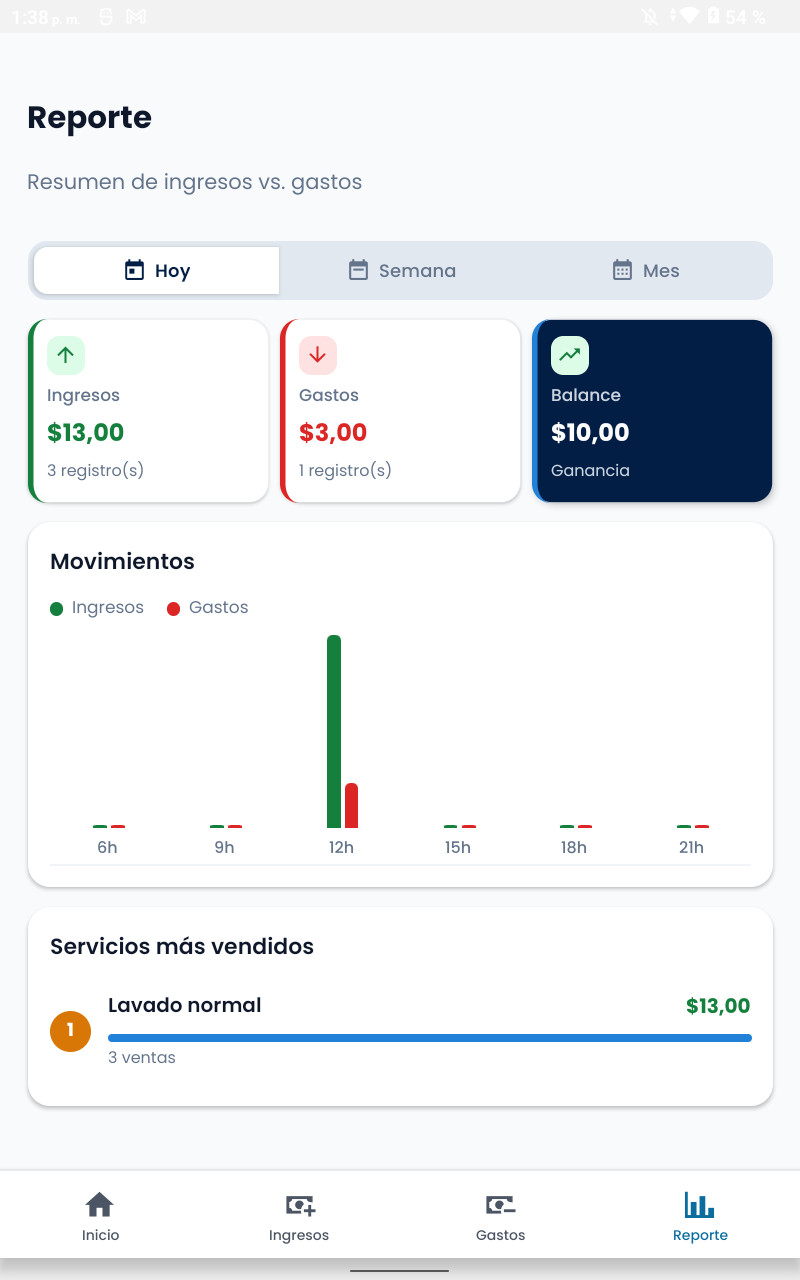 1:38 p. m. 54 %
Reporte
Resumen de ingresos vs. gastos
Hoy Semana Mes
Ingresos Gastos Balance
$13,00 $3,00 $10,00
3 registro(s) 1 registro(s) Ganancia
Movimientos
Ingresos Gastos
6h 9h 12h 15h 18h 21h
Servicios más vendidos
Lavado normal $13,00
1
3 ventas
Inicio Ingresos Gastos Reporte